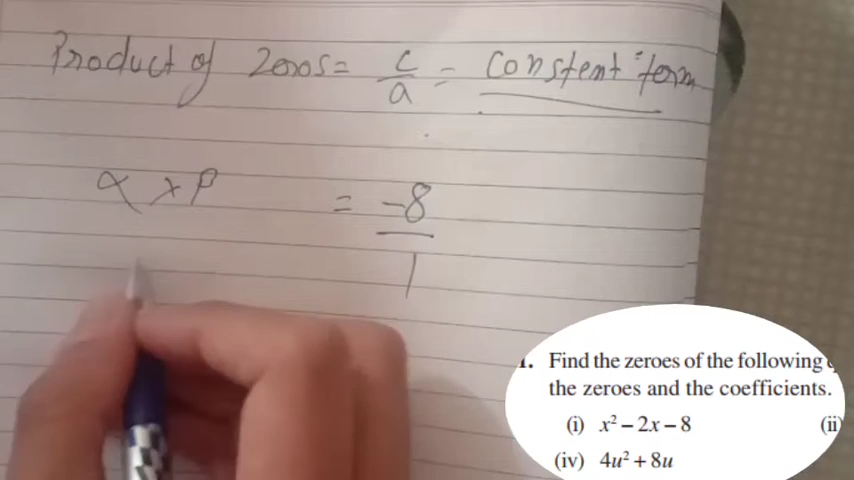 Product of Zeros = c/a = Constent term
α × β = -8/1
1. Find the zeroes of the following
the zeroes and the coefficients.
(i) x² – 2x – 8 (ii)
(iv) 4u² + 8u